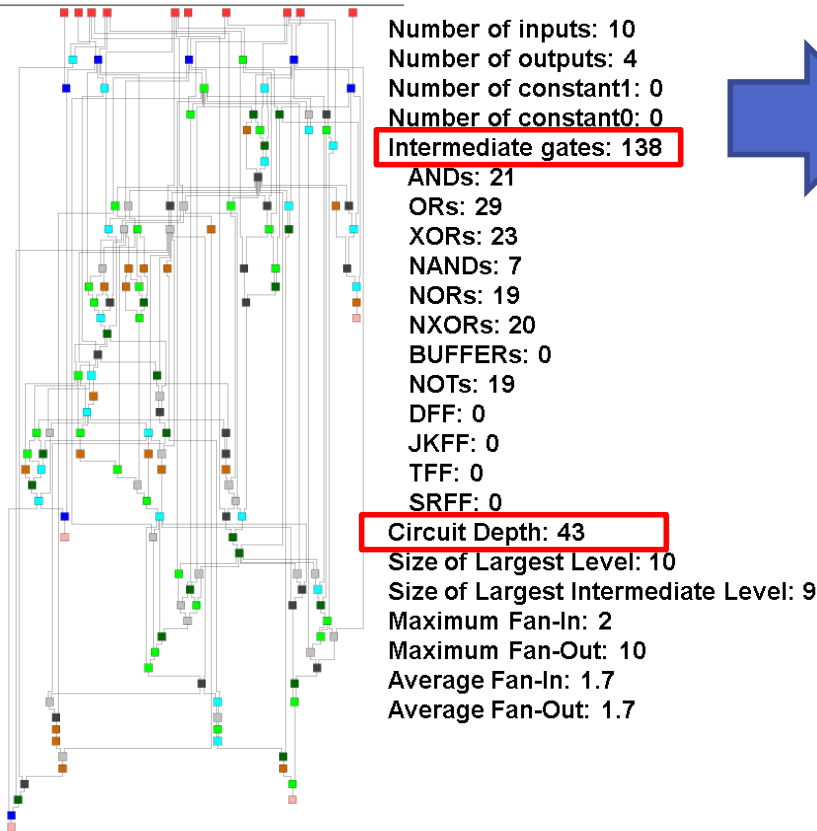 Number of inputs: 10
Number of outputs: 4
Number of constant1: 0
Number of constant0: 0
Intermediate gates: 138
ANDs: 21
ORs: 29
XORs: 23
NANDs: 7
NORs: 19
NXORs: 20
BUFFERs: 0
NOTs: 19
DFF: 0
JKFF: 0
TFF: 0
SRFF: 0
Circuit Depth: 43
Size of Largest Level: 10
Size of Largest Intermediate Level: 9
Maximum Fan-In: 2
Maximum Fan-Out: 10
Average Fan-In: 1.7
Average Fan-Out: 1.7